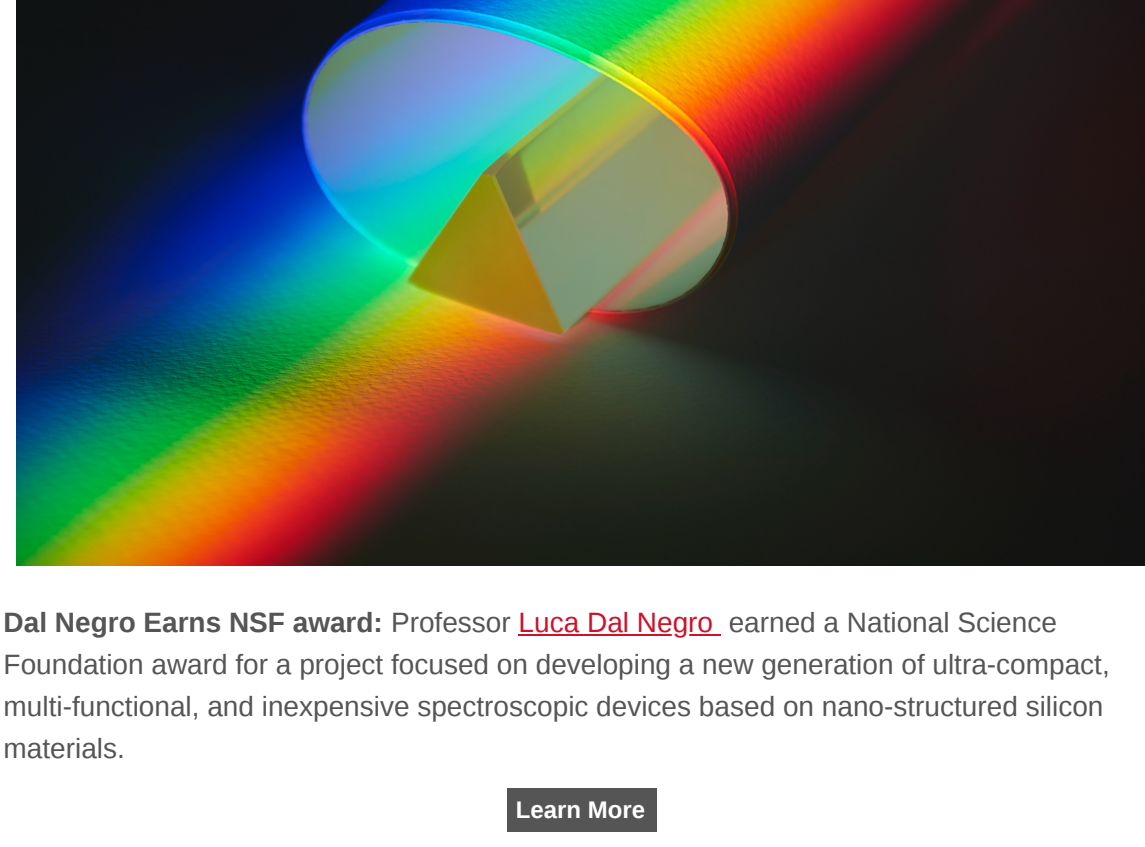 Dal Negro Earns NSF award: Professor Luca Dal Negro  earned a National Science
Foundation award for a project focused on developing a new generation of ultra-compact,
multi-functional, and inexpensive spectroscopic devices based on nano-structured silicon
materials.
Learn More